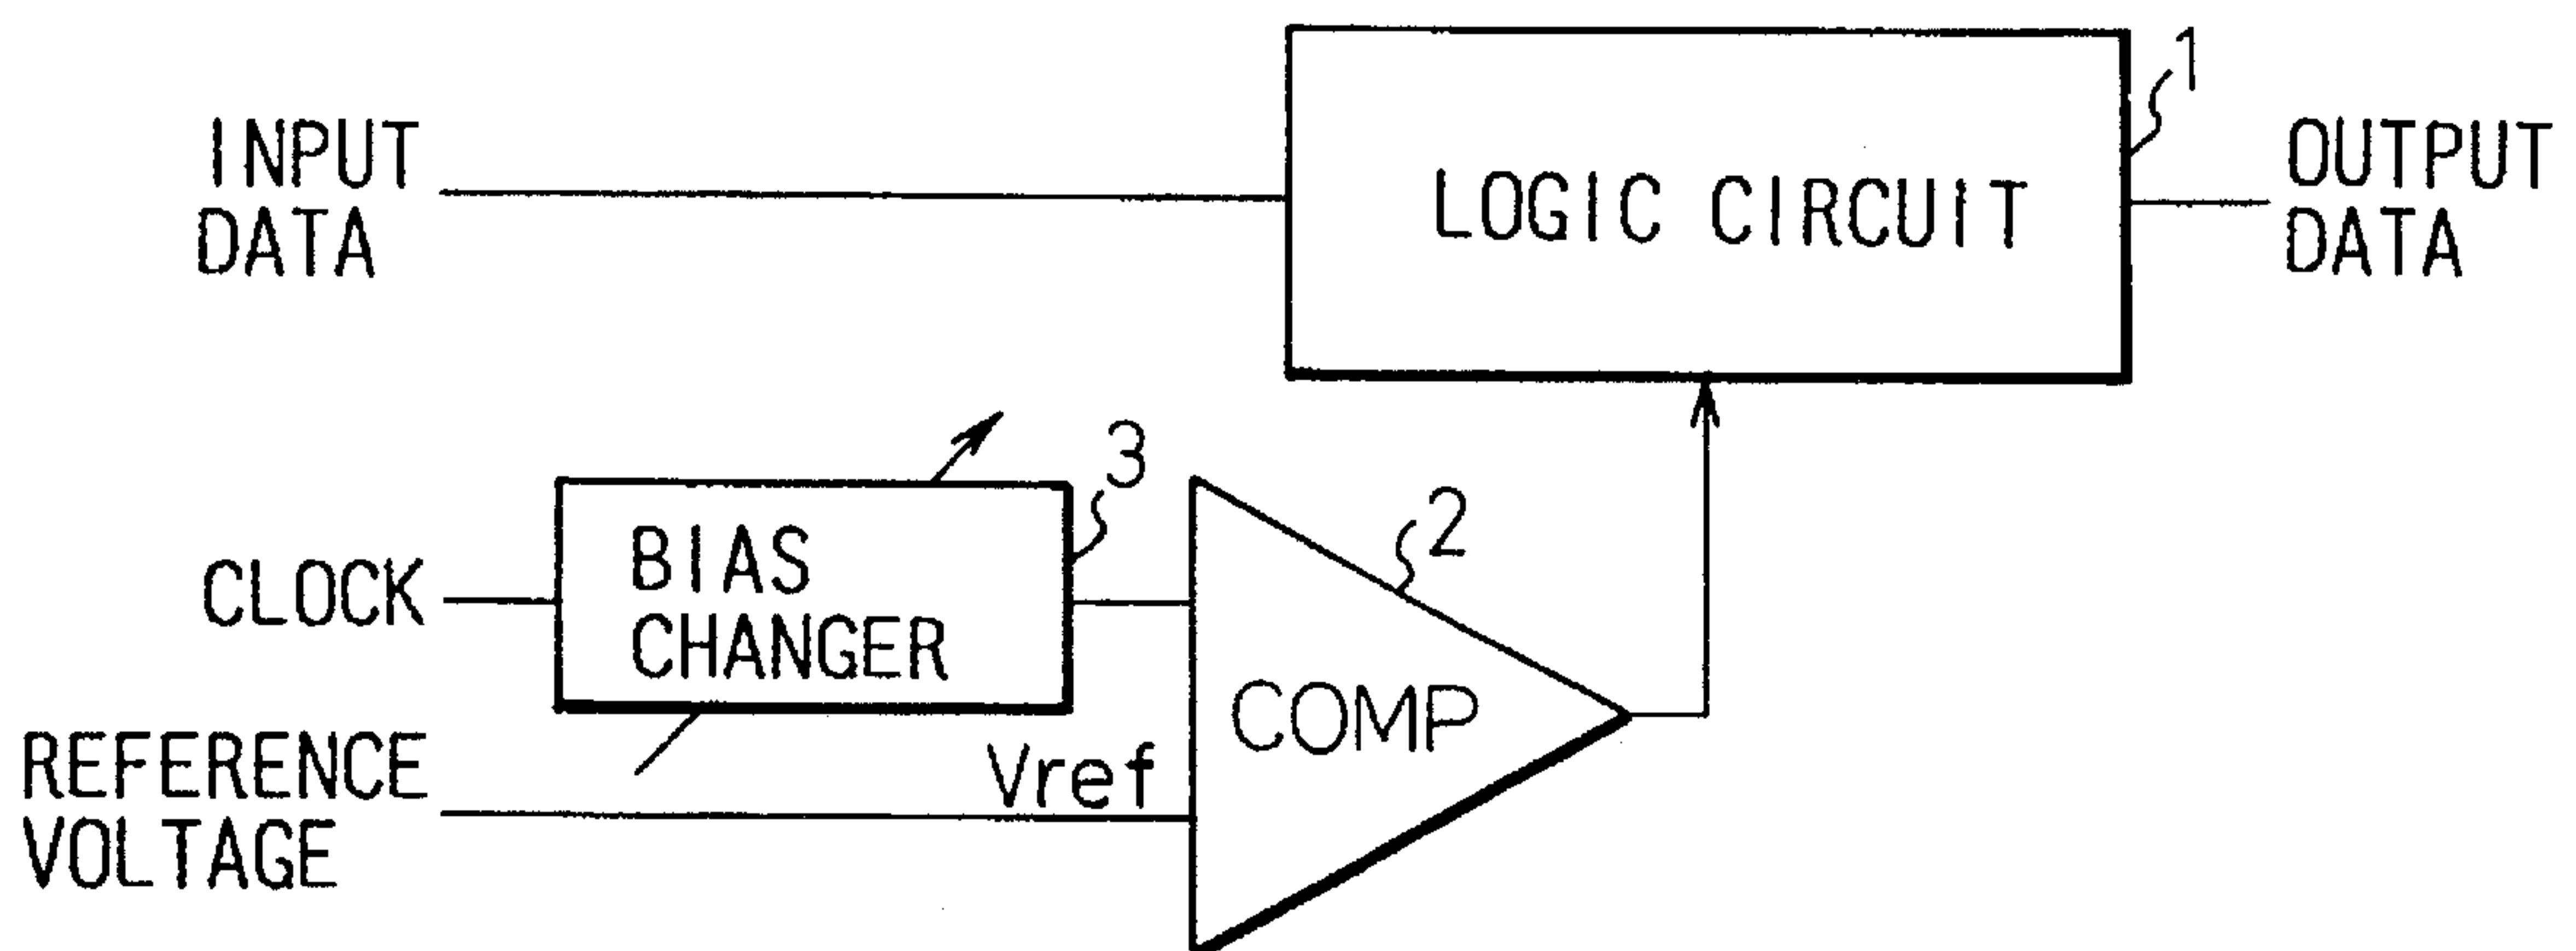 1
INPUT
DATA
LOGIC CIRCUIT
OUTPUT
DATA
3
2
CLOCK
BIAS
CHANGER
COMP
REFERENCE
VOLTAGE
Vref